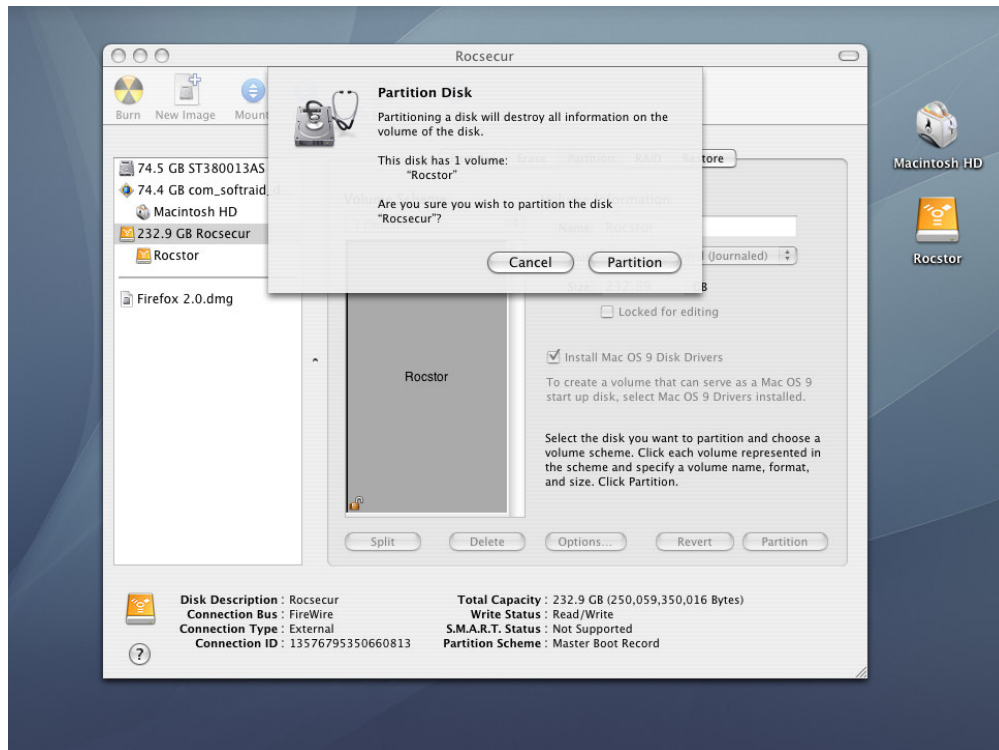 Rocsecur
Burn New Image Mount
Partition Disk
Partitioning a disk will destroy all information on the
volume of the disk.
This disk has 1 volume:
"Rocstor"
Are you sure you wish to partition the disk
"Rocsecur"?
Cancel Partition
74.5 GB ST380013AS
74.4 GB com_softraid_
Macintosh HD
232.9 GB Rocsecur
Rocstor
Firefox 2.0.dmg
Erase Partition RAID Restore
Information
Name: Rocstor
(Journaled)
Size: 232.89
Locked for editing
Rocstor
Install Mac OS 9 Disk Drivers
To create a volume that can serve as a Mac OS 9
start up disk, select Mac OS 9 Drivers installed.
Select the disk you want to partition and choose a
volume scheme. Click each volume represented in
the scheme and specify a volume name, format,
and size. Click Partition.
Split Delete Options... Revert Partition
Disk Description : Rocsecur
Connection Bus : FireWire
Connection Type : External
Connection ID : 13576795350660813
Total Capacity : 232.9 GB (250,059,350,016 Bytes)
Write Status : Read/Write
S.M.A.R.T. Status : Not Supported
Partition Scheme : Master Boot Record
?
Macintosh HD
Rocstor